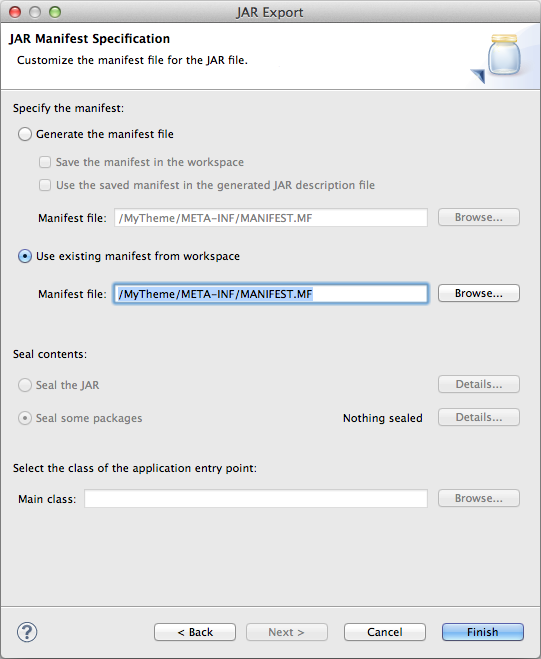 JAR Export
JAR Manifest Specification
Customize the manifest file for the JAR file.
Specify the manifest:
Generate the manifest file
Save the manifest in the workspace
Use the saved manifest in the generated JAR description file
Manifest file: /MyTheme/META-INF/MANIFEST.MF Browse...
Use existing manifest from workspace
Manifest file: /MyTheme/META-INF/MANIFEST.MF Browse...
Seal contents:
Seal the JAR Details...
Seal some packages Nothing sealed Details...
Select the class of the application entry point:
Main class: Browse...
? < Back Next > Cancel Finish